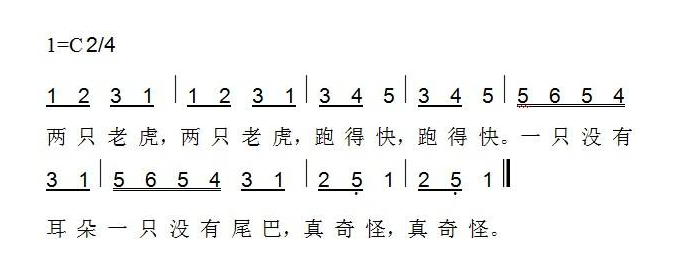 1=C 2/4
1 2 3 1 | 1 2 3 1 | 3 4 5 | 3 4 5 | 5 6 5 4
两只老虎，两只老虎，跑得快，跑得快。一只没有
3 1 | 5 6 5 4 3 1 | 2 5̣ 1 | 2 5̣ 1 ‖
耳朵一只没有尾巴，真奇怪，真奇怪。